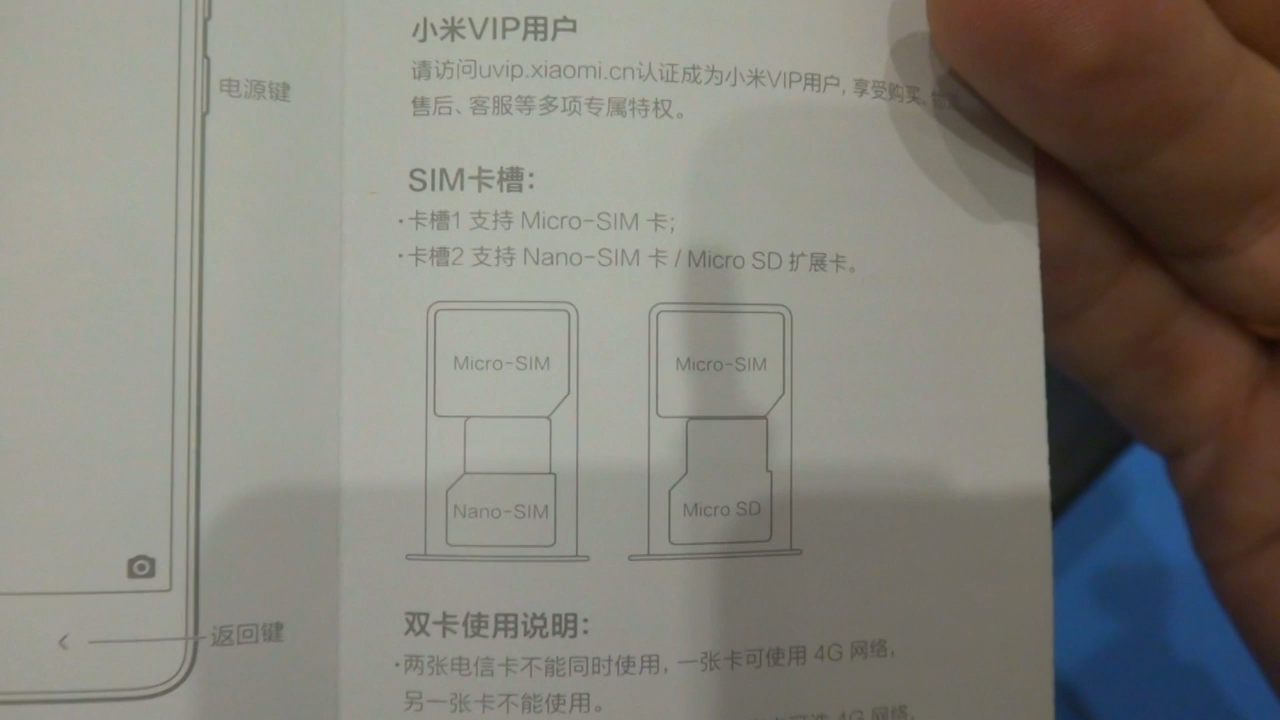 电源键
返回键
小米VIP用户
请访问uvip.xiaomi.cn认证成为小米VIP用户, 享受购买、
售后、客服等多项专属特权。
SIM卡槽:
·卡槽1 支持 Micro-SIM 卡;
·卡槽2 支持 Nano-SIM 卡 / Micro SD 扩展卡。
Micro-SIM
Nano-SIM
Micro-SIM
Micro SD
双卡使用说明:
·两张电信卡不能同时使用, 一张卡可使用 4G 网络,
另一张卡不能使用。
4G 网络,